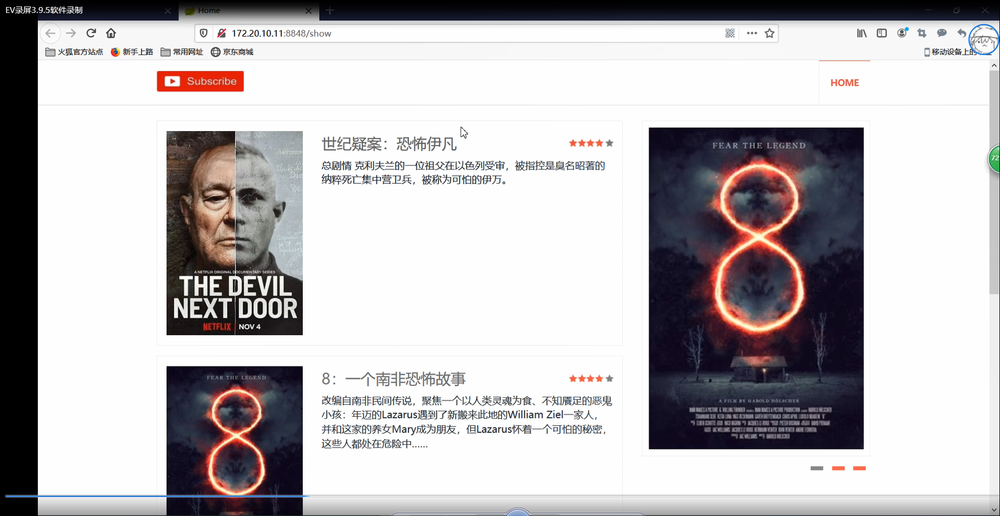 EV录屏3.9.5软件录制
Home
172.20.10.11:8848/show
火狐官方站点
新手上路
常用网址
京东商城
移动设备上的
Subscribe
HOME
世纪疑案：恐怖伊凡
总剧情 克利夫兰的一位祖父在以色列受审，被指控是臭名昭著的
纳粹死亡集中营卫兵，被称为可怕的伊万。
A NETFLIX ORIGINAL DOCUMENTARY SERIES
THE DEVIL
NEXT DOOR
NETFLIX NOV 4
FEAR THE LEGEND
A FILM BY HAROLD HÖLSCHER
72
FEAR THE LEGEND
8：一个南非恐怖故事
改编自南非民间传说，聚焦一个以人类灵魂为食、不知餍足的恶鬼
小孩：年迈的Lazarus遇到了新搬来此地的William Ziel一家人，
并和这家的养女Mary成为朋友，但Lazarus怀着一个可怕的秘密，
这些人都处在危险中……